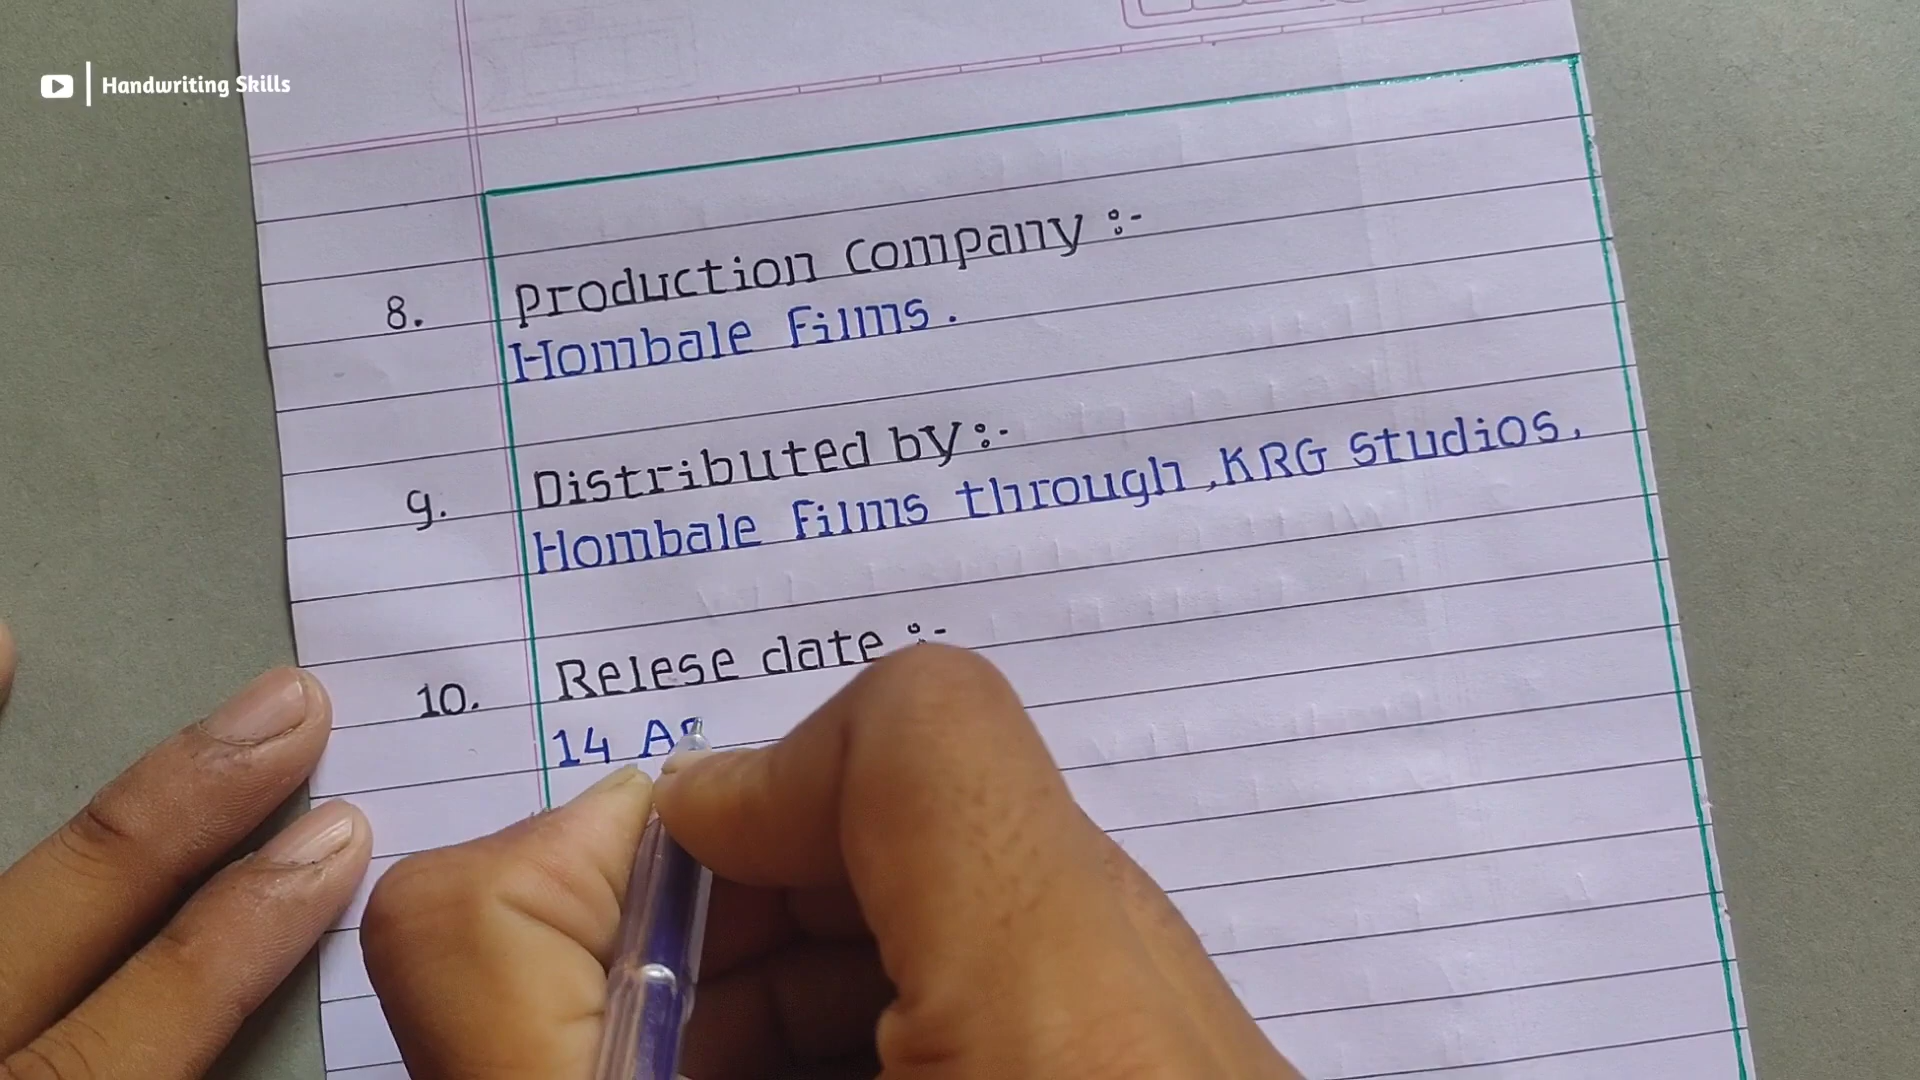 Handwriting Skills
8. Production Company :-
Hombale Films.
9. Distributed by :-
Hombale Films through, KRG Studios.
10. Relese date :-
14